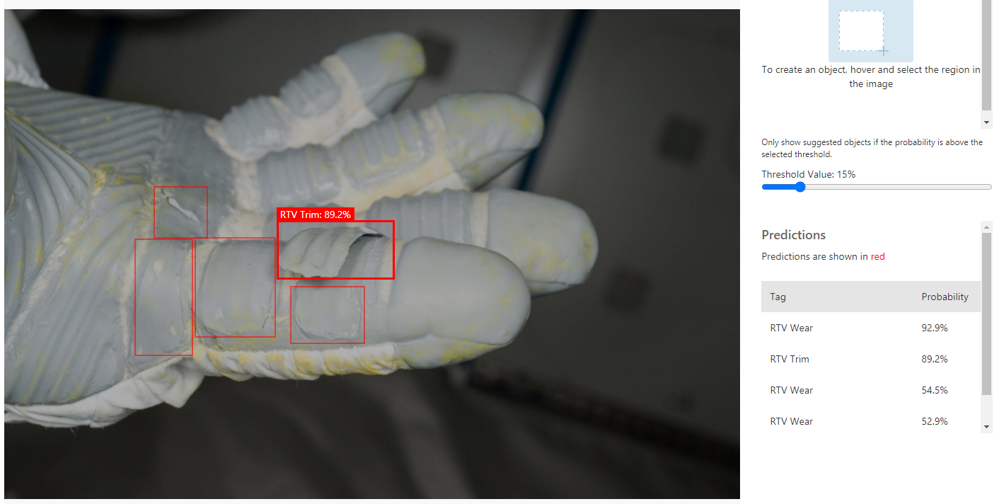 To create an object, hover and select the region in
the image
Only show suggested objects if the probability is above the
selected threshold.
Threshold Value: 15%
RTV Trim: 89.2%
Predictions
Predictions are shown in red
Tag Probability
RTV Wear 92.9%
RTV Trim 89.2%
RTV Wear 54.5%
RTV Wear 52.9%